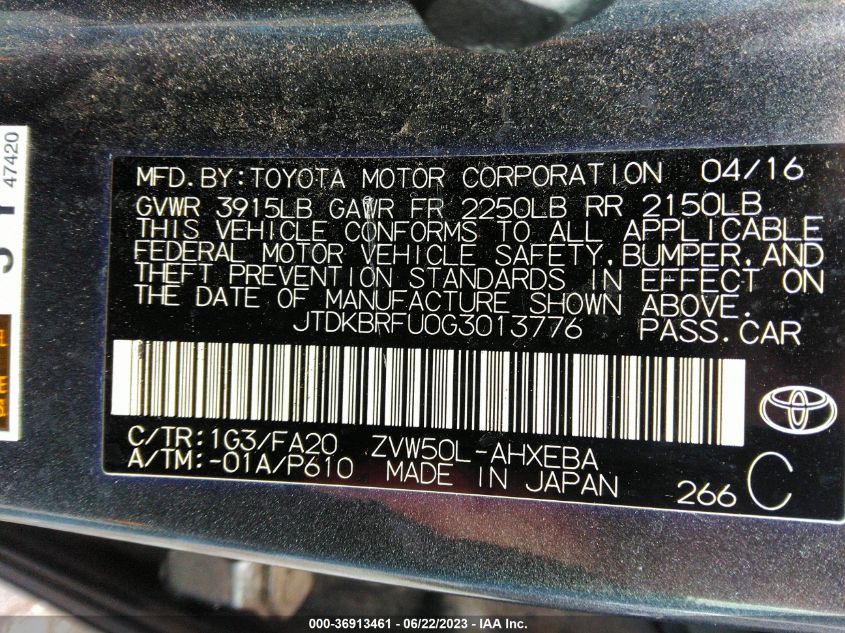 MFD.BY:TOYOTA MOTOR CORPORATION 04/16
GVWR 3915LB GAWR FR 2250LB RR 2150LB
THIS VEHICLE CONFORMS TO ALL APPLICABLE
FEDERAL MOTOR VEHICLE SAFETY,BUMPER,AND
THEFT PREVENTION STANDARDS IN EFFECT ON
THE DATE OF MANUFACTURE SHOWN ABOVE.
JTDKBRFU0G3013776 PASS.CAR
C/TR:1G3/FA20 ZVW50L-AHXEBA
A/TM:-01A/P610 MADE IN JAPAN
266 C
47420
000-36913461 - 06/22/2023 - IAA Inc.